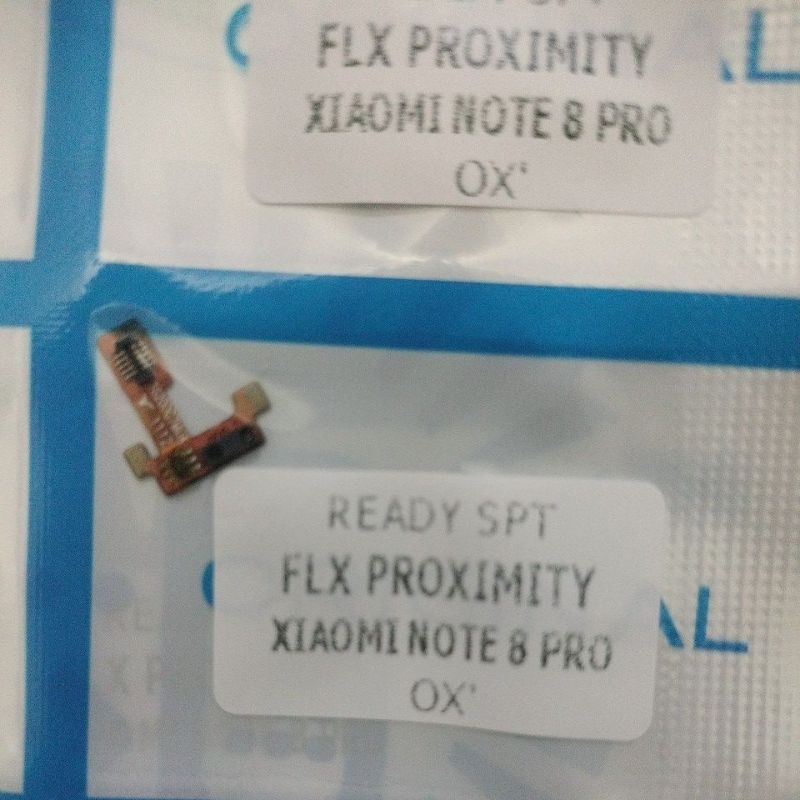 FLX PROXIMITY
XIAOMI NOTE 8 PRO
OX'
READY SPT
FLX PROXIMITY
XIAOMI NOTE 8 PRO
OX'